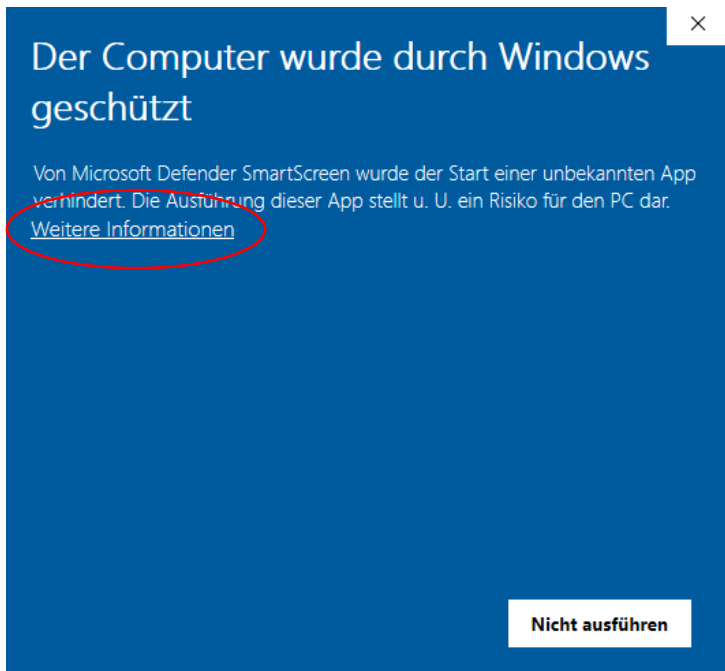 Der Computer wurde durch Windows
geschützt
Von Microsoft Defender SmartScreen wurde der Start einer unbekannten App
verhindert. Die Ausführung dieser App stellt u. U. ein Risiko für den PC dar.
Weitere Informationen
Nicht ausführen